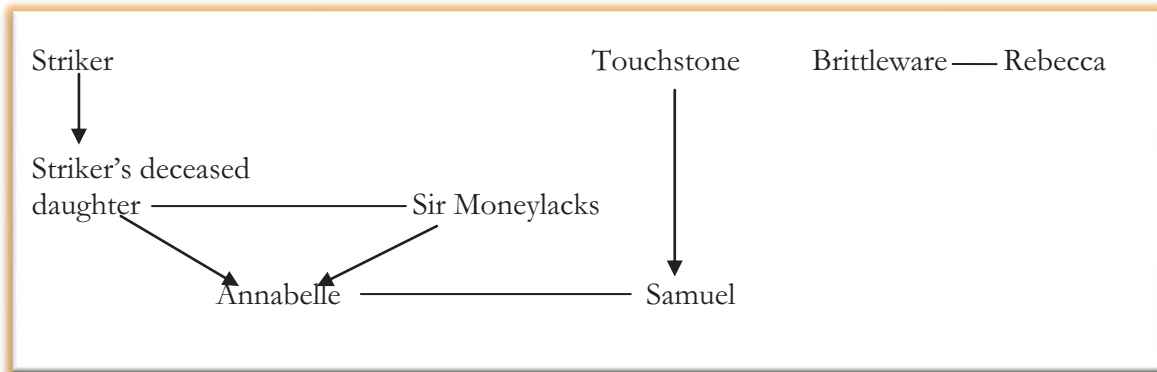 Striker
Touchstone
Brittleware
Rebecca
Striker’s deceased
daughter
Sir Moneylacks
Annabelle
Samuel